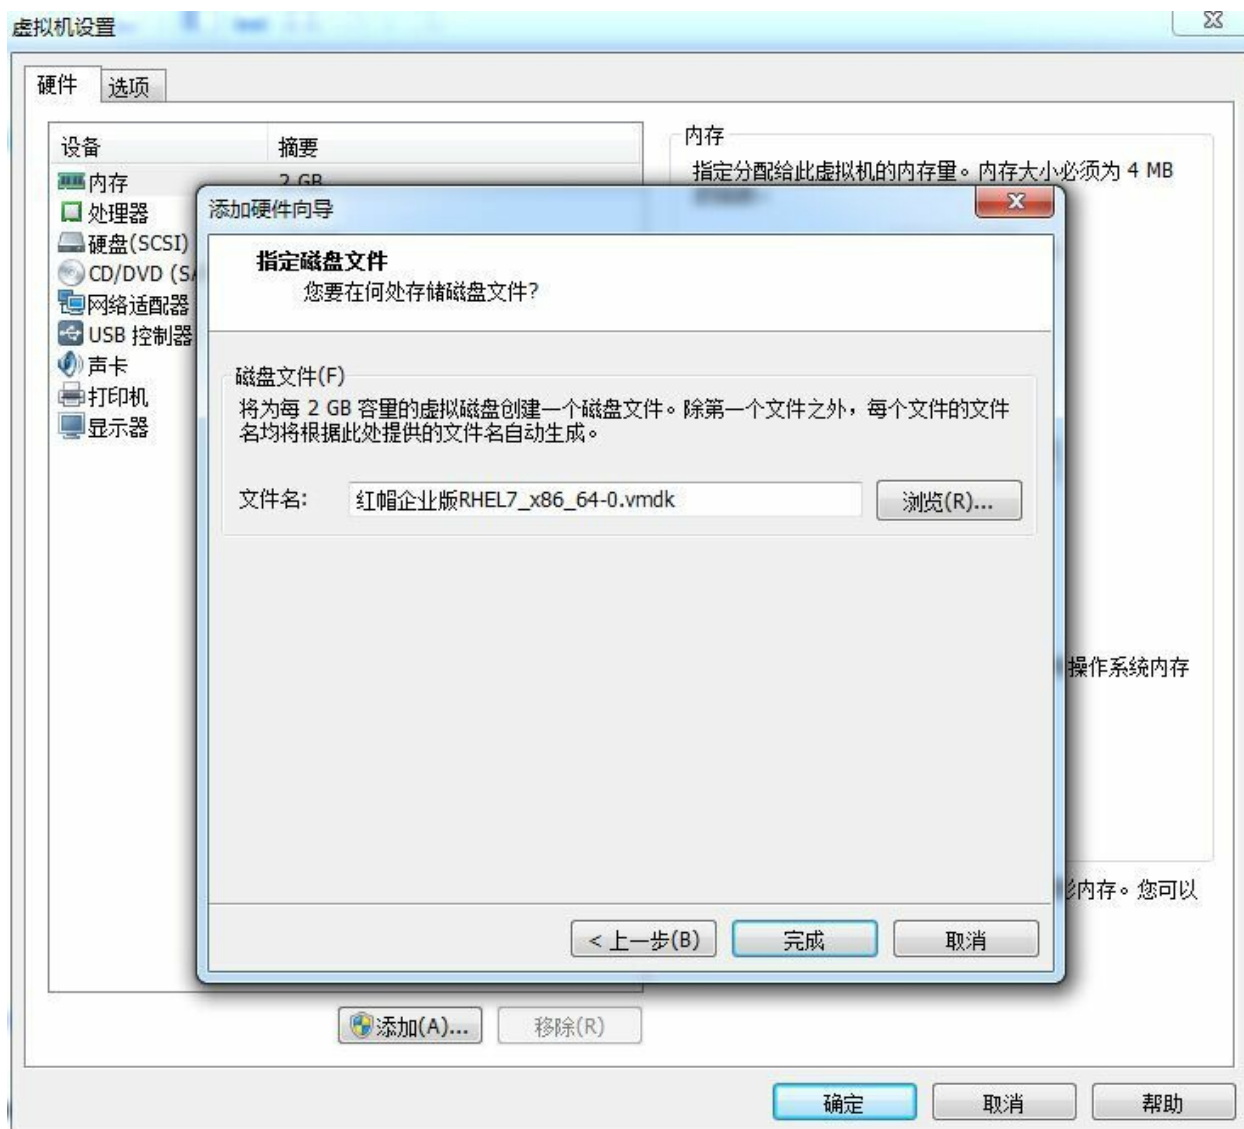 虚拟机设置
硬件 选项
设备 摘要
内存 2 GB
处理器
硬盘(SCSI)
CD/DVD (SA
网络适配器
USB 控制器
声卡
打印机
显示器
内存
指定分配给此虚拟机的内存量。内存大小必须为 4 MB
添加硬件向导
指定磁盘文件
您要在何处存储磁盘文件?
磁盘文件(F)
将为每 2 GB 容量的虚拟磁盘创建一个磁盘文件。除第一个文件之外，每个文件的文件
名均将根据此处提供的文件名自动生成。
文件名: 红帽企业版RHEL7_x86_64-0.vmdk 浏览(R)...
操作系统内存
内存。您可以
< 上一步(B) 完成 取消
添加(A)... 移除(R)
确定 取消 帮助